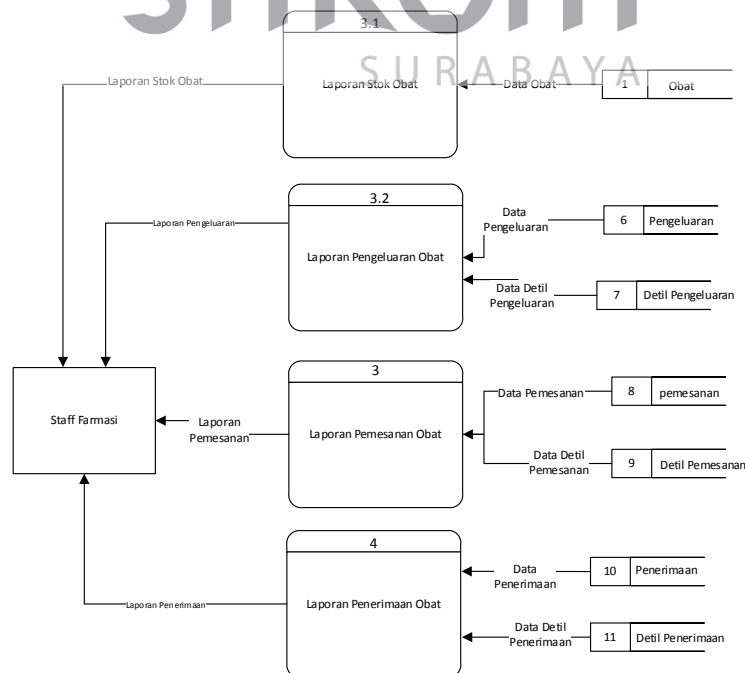 3.1
SURABAYA
Laporan Stok Obat
Laporan Stok Obat
Data Obat
1
Obat
3.2
Laporan Pengeluaran
Laporan Pengeluaran Obat
Data
Pengeluaran
6
Pengeluaran
Data Detil
Pengeluaran
7
Detil Pengeluaran
3
Staff Farmasi
Laporan
Pemesanan
Laporan Pemesanan Obat
Data Pemesanan
8
pemesanan
Data Detil
Pemesanan
9
Detil Pemesanan
4
Laporan Penerimaan
Laporan Penerimaan Obat
Data
Penerimaan
10
Penerimaan
Data Detil
Penerimaan
11
Detil Penerimaan